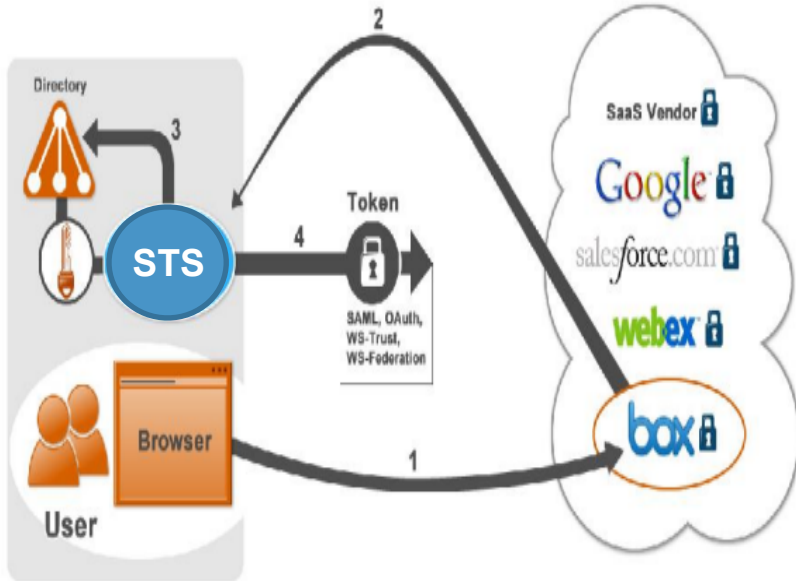 2
Directory
3
STS
4
Token
SAML, OAuth,
WS-Trust,
WS-Federation
SaaS Vendor
Google
salesforce.com
webex
box
Browser
User
1